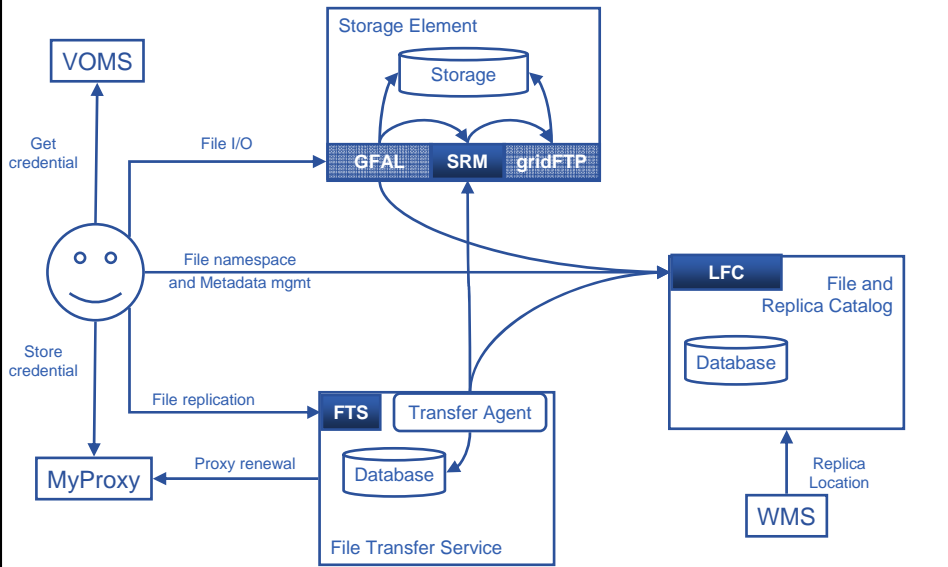 Storage Element
VOMS
Storage
Get
credential
File I/O
GFAL
SRM
gridFTP
File namespace
and Metadata mgmt
LFC
File and
Replica Catalog
Database
Store
credential
File replication
FTS
Transfer Agent
MyProxy
Proxy renewal
Database
Replica
Location
WMS
File Transfer Service